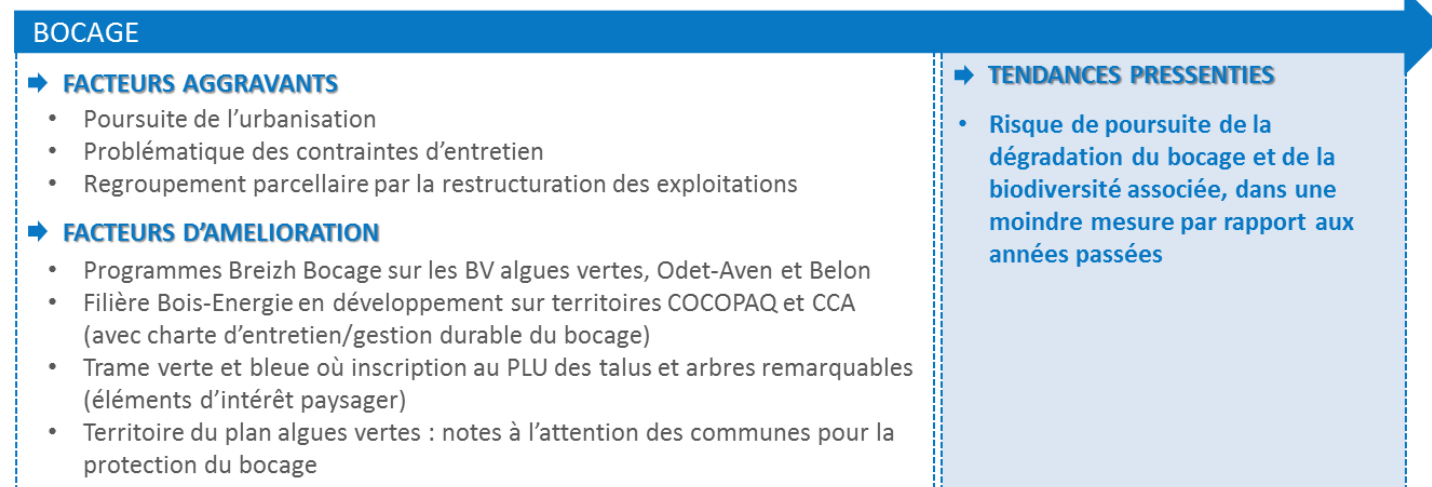 BOCAGE
FACTEURS AGGRAVANTS
• Poursuite de l’urbanisation
• Problématique des contraintes d’entretien
• Regroupement parcellaire par la restructuration des exploitations
FACTEURS D’AMELIORATION
• Programmes Breizh Bocage sur les BV algues vertes, Odet-Aven et Belon
• Filière Bois-Energie en développement sur territoires COCOPAQ et CCA
(avec charte d’entretien/gestion durable du bocage)
• Trame verte et bleue où inscription au PLU des talus et arbres remarquables
(éléments d’intérêt paysager)
• Territoire du plan algues vertes : notes à l’attention des communes pour la
protection du bocage
TENDANCES PRESSENTIES
• Risque de poursuite de la
dégradation du bocage et de la
biodiversité associée, dans une
moindre mesure par rapport aux
années passées